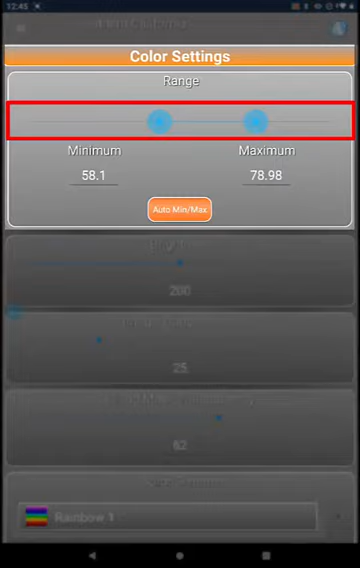 12:45
Color Settings
Range
Minimum Maximum
58.1 78.98
Auto Min/Max
200
25
62
Rainbow 1